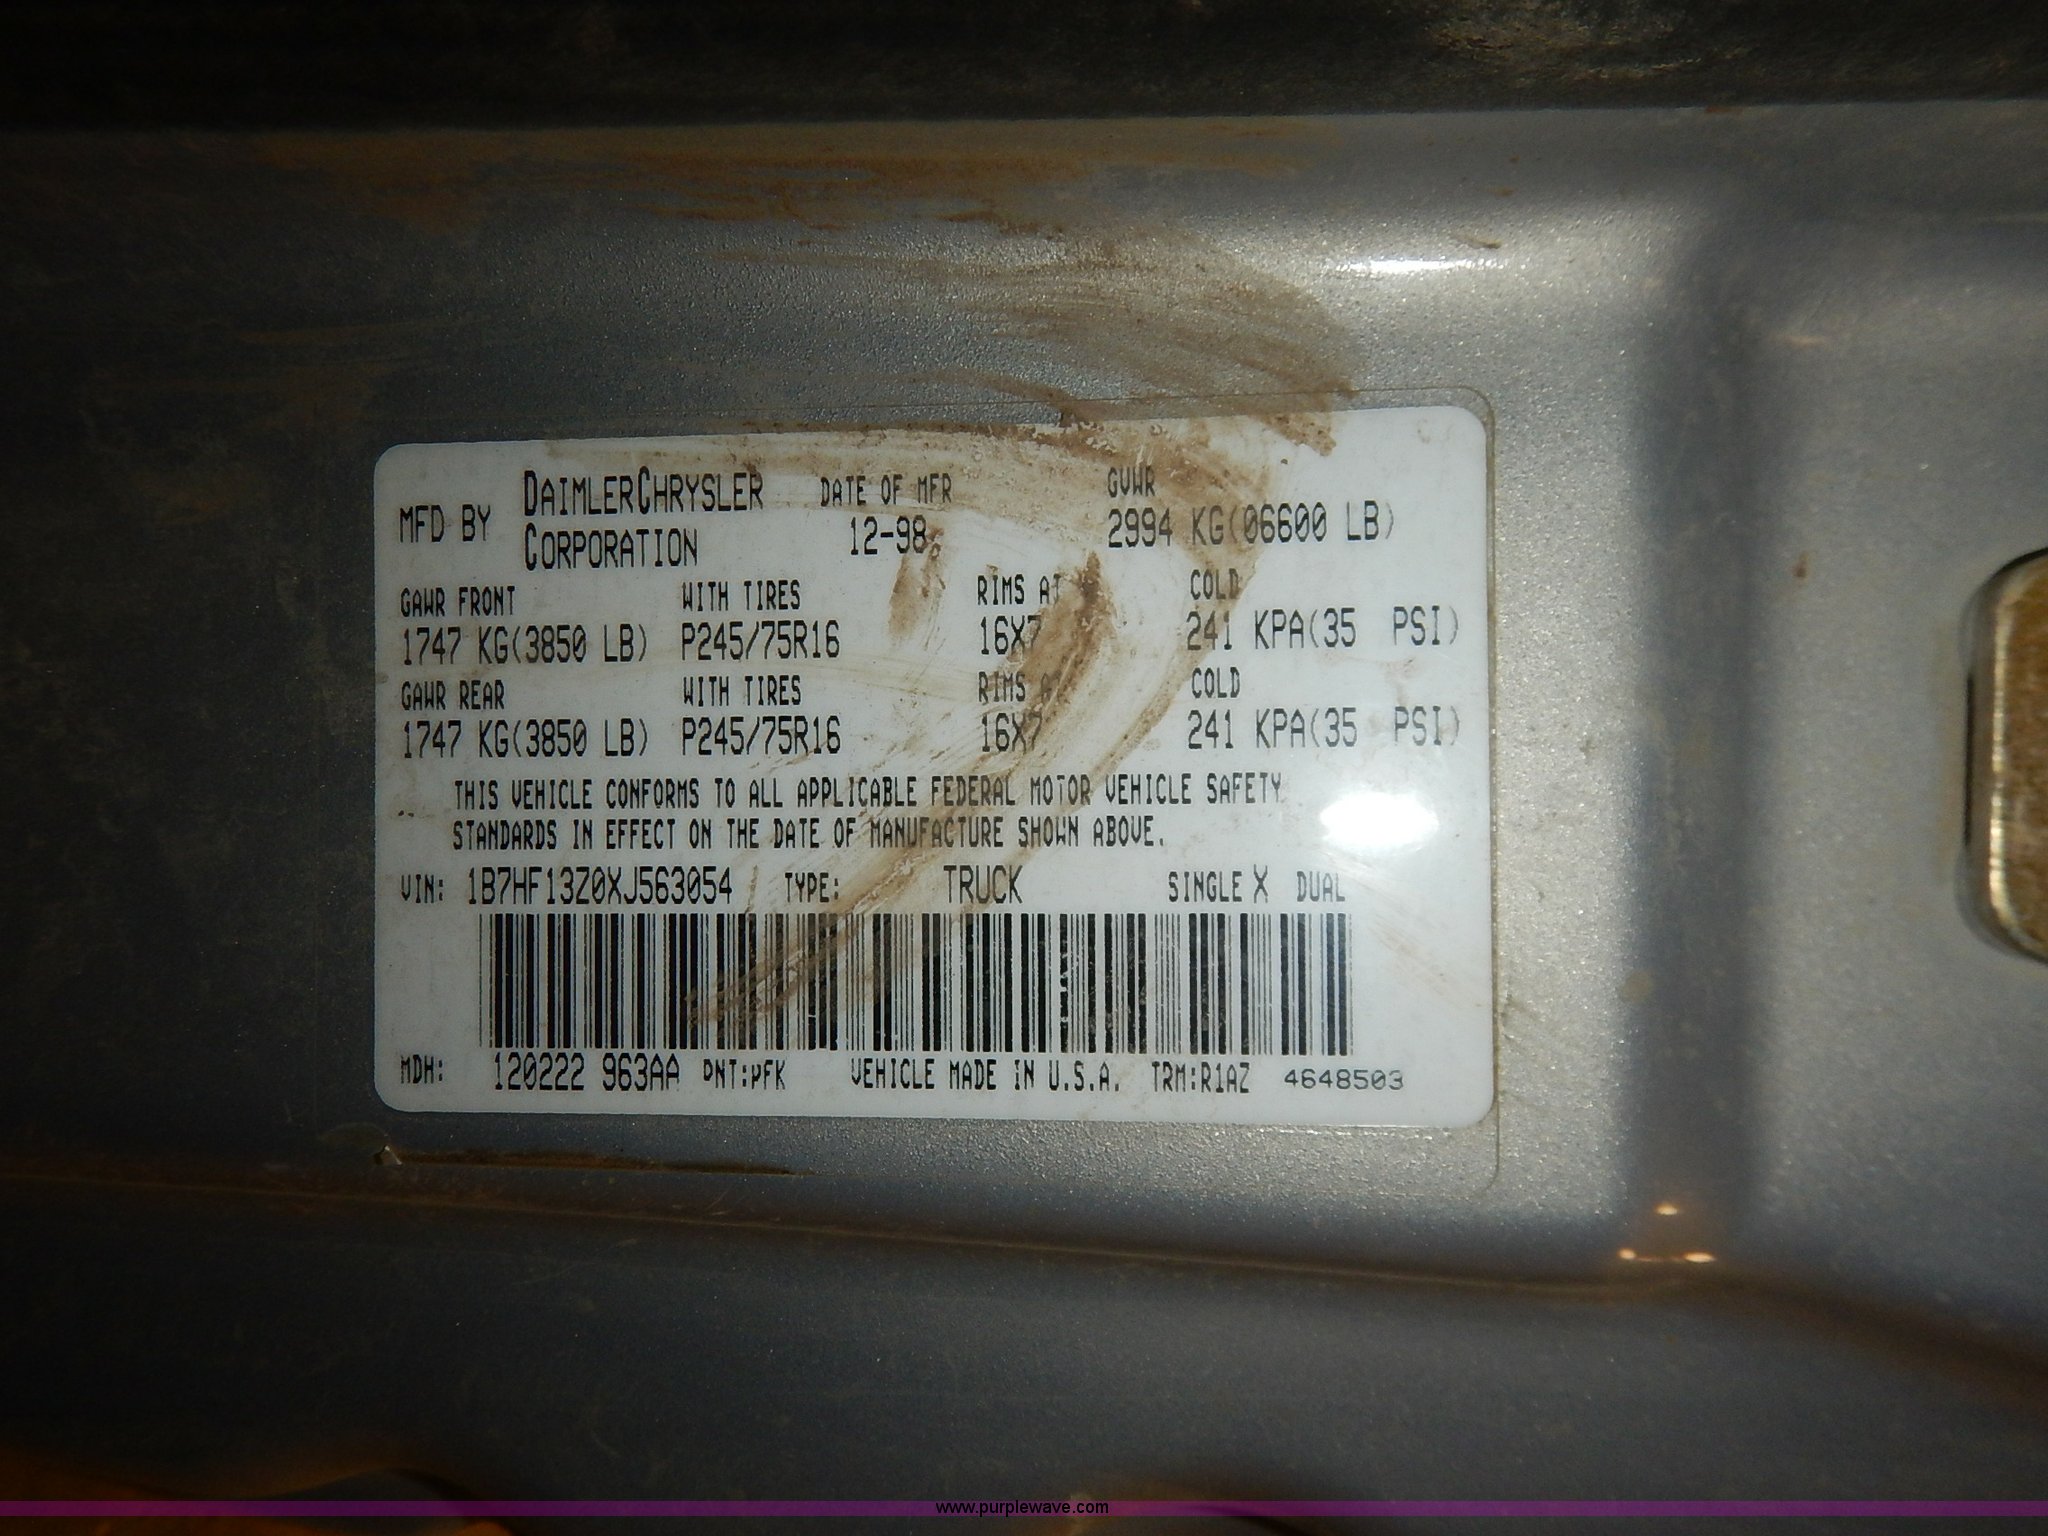 MFD BY DAIMLERCHRYSLER CORPORATION
DATE OF MFR
12-98
GVWR
2994 KG(06600 LB)
GAWR FRONT WITH TIRES RIMS AT COLD
1747 KG(3850 LB) P245/75R16 16X7 241 KPA(35 PSI)
GAWR REAR WITH TIRES RIMS AT COLD
1747 KG(3850 LB) P245/75R16 16X7 241 KPA(35 PSI)
THIS VEHICLE CONFORMS TO ALL APPLICABLE FEDERAL MOTOR VEHICLE SAFETY
STANDARDS IN EFFECT ON THE DATE OF MANUFACTURE SHOWN ABOVE.
VIN: 1B7HF13Z0XJ563054 TYPE: TRUCK SINGLE X DUAL
MDH: 120222 963AA PNT:PFK VEHICLE MADE IN U.S.A. TRM:R1AZ 4648503
www.purplewave.com